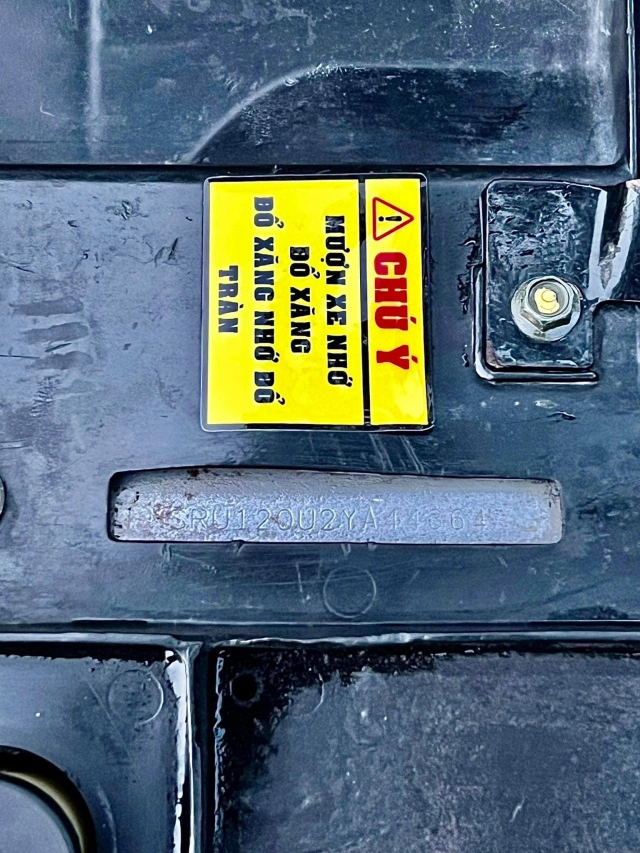 CHÚ Ý
MƯỢN XE NHỚ
ĐỔ XĂNG
ĐỔ XĂNG NHỚ ĐỔ
TRÀN